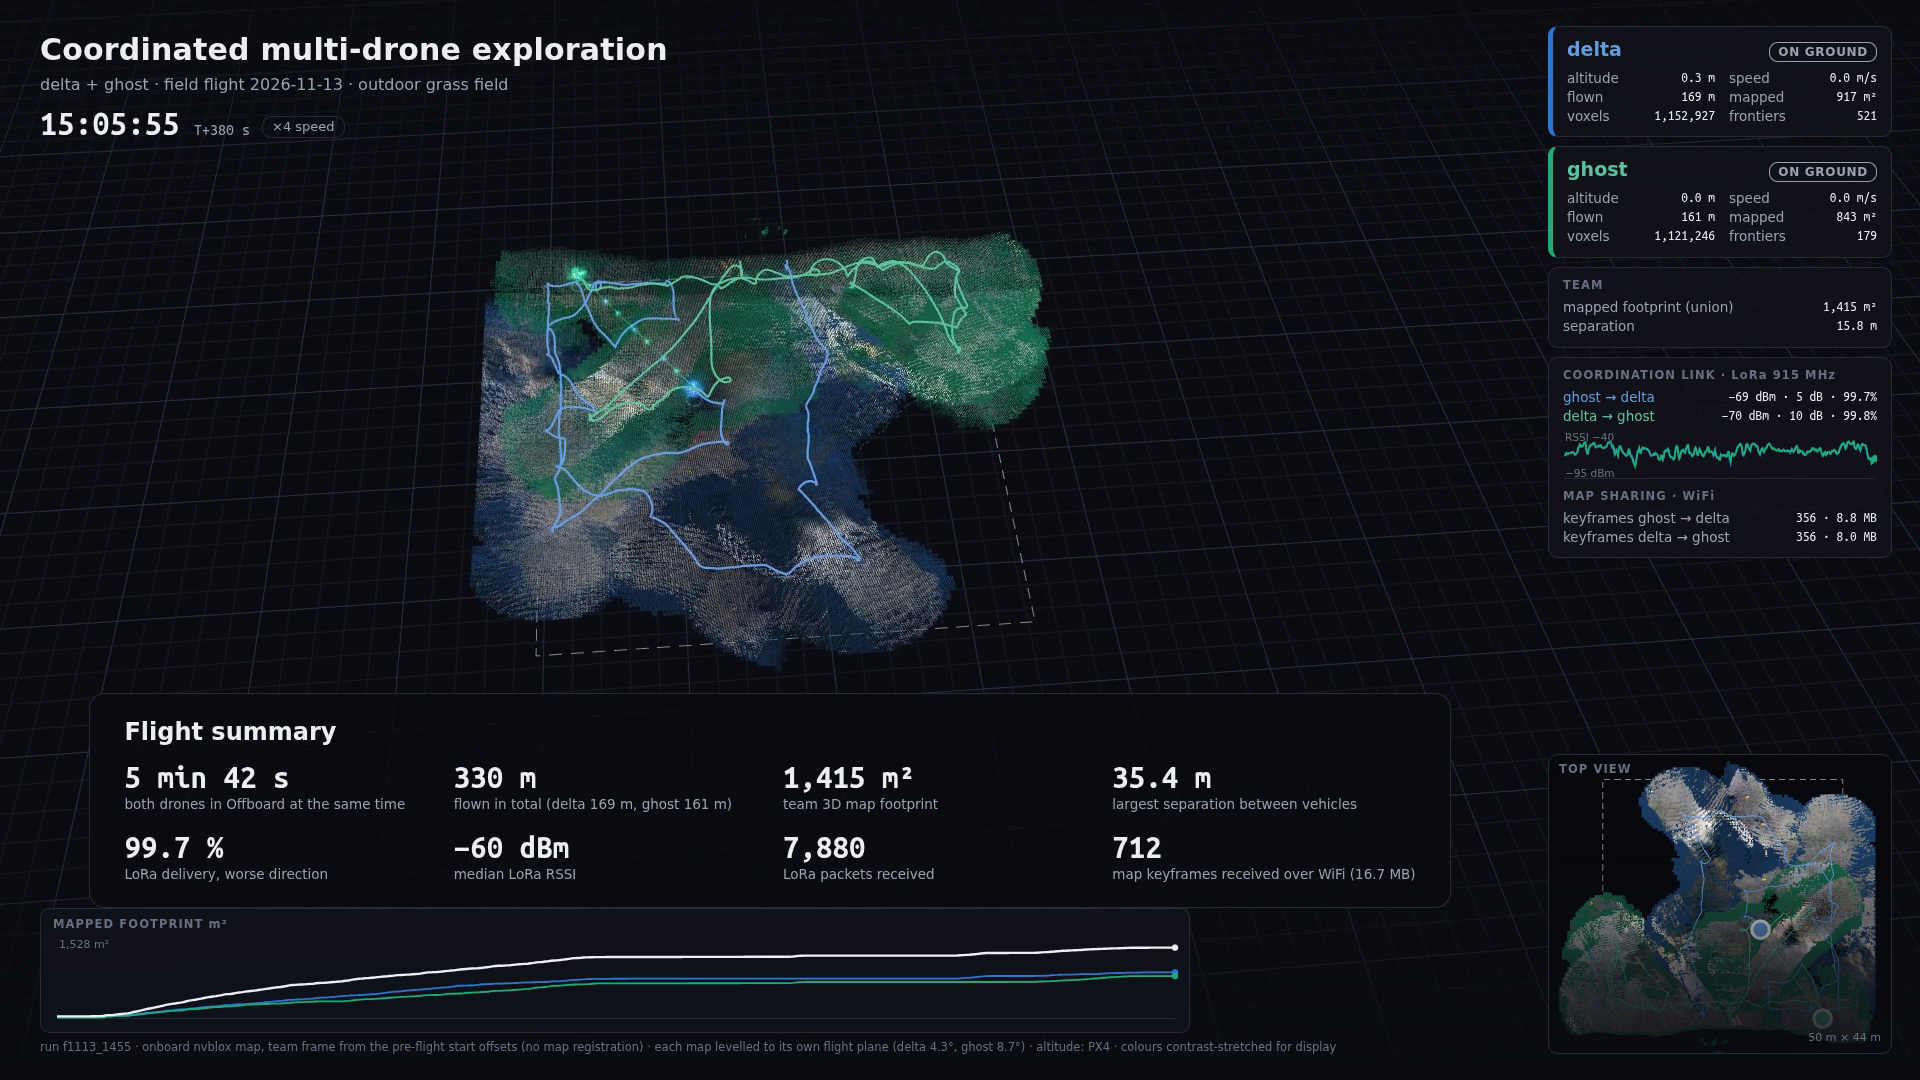 Coordinated multi-drone exploration
delta + ghost · field flight 2026-11-13 · outdoor grass field
15:05:55 T+380 s ×4 speed
delta ON GROUND
altitude 0.3 m speed 0.0 m/s
flown 169 m mapped 917 m²
voxels 1,152,927 frontiers 521
ghost ON GROUND
altitude 0.0 m speed 0.0 m/s
flown 161 m mapped 843 m²
voxels 1,121,246 frontiers 179
TEAM
mapped footprint (union) 1,415 m²
separation 15.8 m
COORDINATION LINK · LoRa 915 MHz
ghost → delta −69 dBm · 5 dB · 99.7%
delta → ghost −70 dBm · 10 dB · 99.8%
RSSI −40
−95 dBm
MAP SHARING · WiFi
keyframes ghost → delta 356 · 8.8 MB
keyframes delta → ghost 356 · 8.0 MB
Flight summary
5 min 42 s
both drones in Offboard at the same time
330 m
flown in total (delta 169 m, ghost 161 m)
1,415 m²
team 3D map footprint
35.4 m
largest separation between vehicles
99.7 %
LoRa delivery, worse direction
−60 dBm
median LoRa RSSI
7,880
LoRa packets received
712
map keyframes received over WiFi (16.7 MB)
MAPPED FOOTPRINT m²
1,528 m²
TOP VIEW
50 m × 44 m
run f1113_1455 · onboard nvblox map, team frame from the pre-flight start offsets (no map registration) · each map levelled to its own flight plane (delta 4.3°, ghost 8.7°) · altitude: PX4 · colours contrast-stretched for display